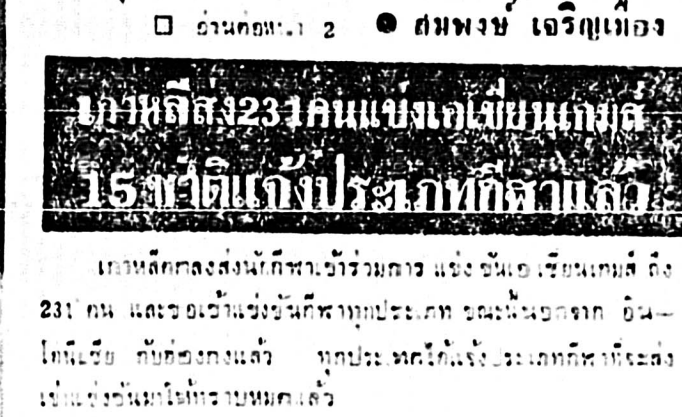 □ อ่านต่อหน้า 2 ● สมพงษ์ เจริญเมือง
เกาหลีส่ง231คนแข่งเอเชียนเกมส์
15 ชาติแจ้งประเภทกีฬาแล้ว
เกาหลีตกลงส่งนักกีฬาเข้าร่วมการ แข่ง ขันเอ เชียนเกมส์ ถึง
231 คน และขอเข้าแข่งขันกีฬาทุกประเภท ขณะนี้นอกจาก อิน—
โดนีเซีย กับฮ่องกงแล้ว ทุกประเทศได้แจ้งประเภทกีฬาที่จะส่ง
เข้าแข่งขันมาให้ทราบหมดแล้ว